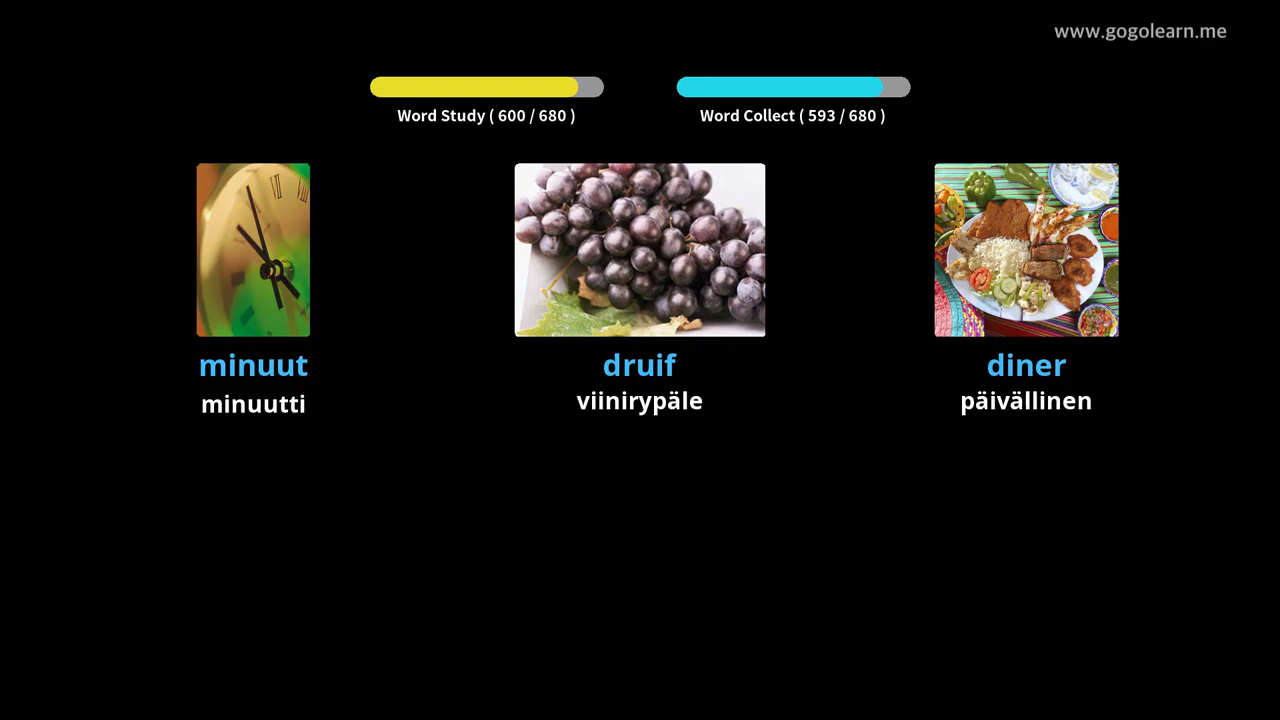 www.gogolearn.me
Word Study ( 600 / 680 )
Word Collect ( 593 / 680 )
minuut
druif
diner
minuutti
viinirypäle
päivällinen